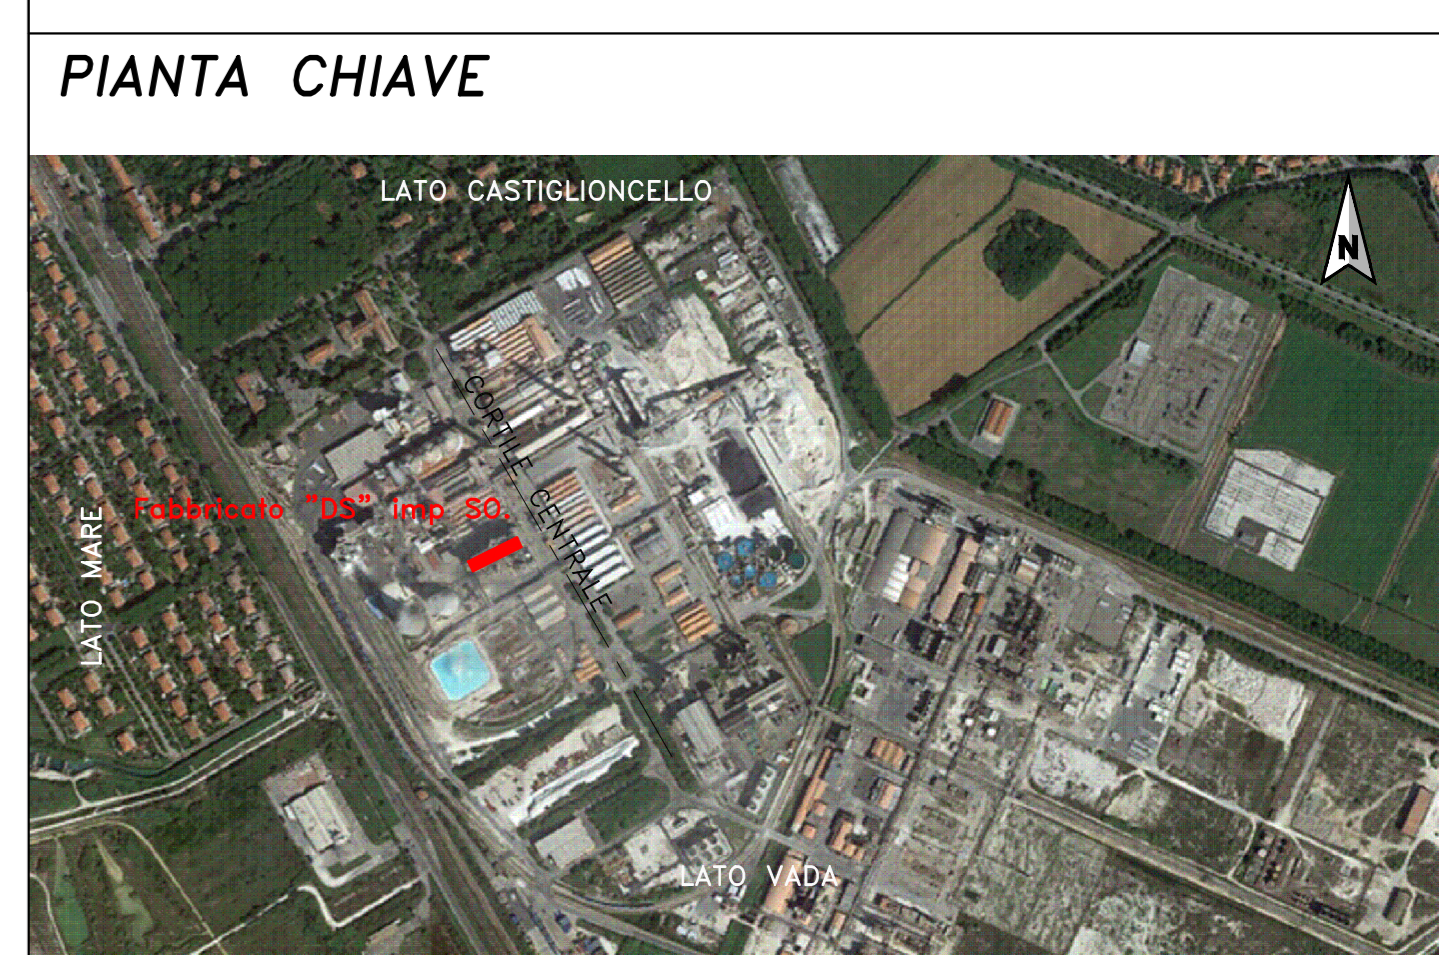 PIANTA CHIAVE
LATO CASTIGLIONCELLO
N
CORTILE CENTRALE
Fabbricato "DS" imp SO.
LATO MARE
LATO VADA